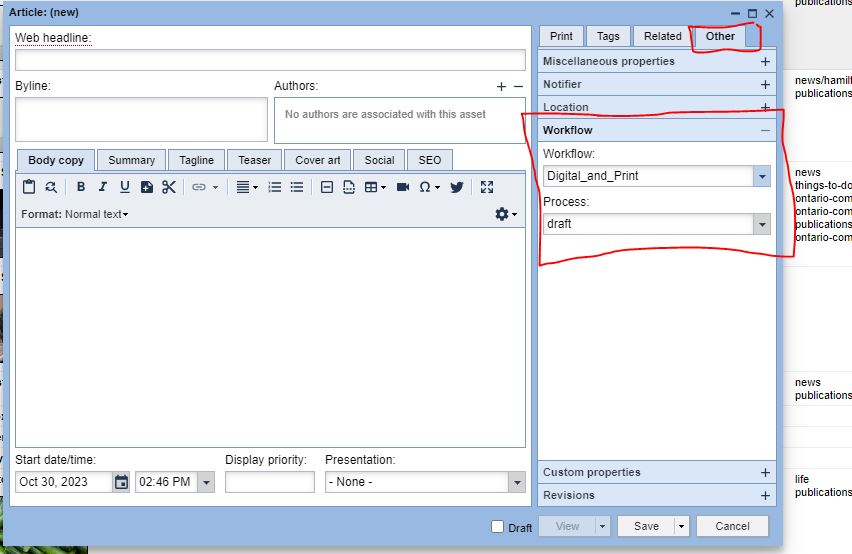 Article: (new)
Web headline:
Byline:
Authors:
No authors are associated with this asset
Body copy
Summary
Tagline
Teaser
Cover art
Social
SEO
B I U
Format: Normal text
Start date/time:
Display priority:
Presentation:
Oct 30, 2023
02:46 PM
- None -
Print
Tags
Related
Other
Miscellaneous properties
Notifier
Location
Workflow
Workflow:
Digital_and_Print
Process:
draft
Custom properties
Revisions
Draft
View
Save
Cancel
publications
news/hamil
publications
news
things-to-do
ontario-com
ontario-com
publications
ontario-com
news
publications
life
publications